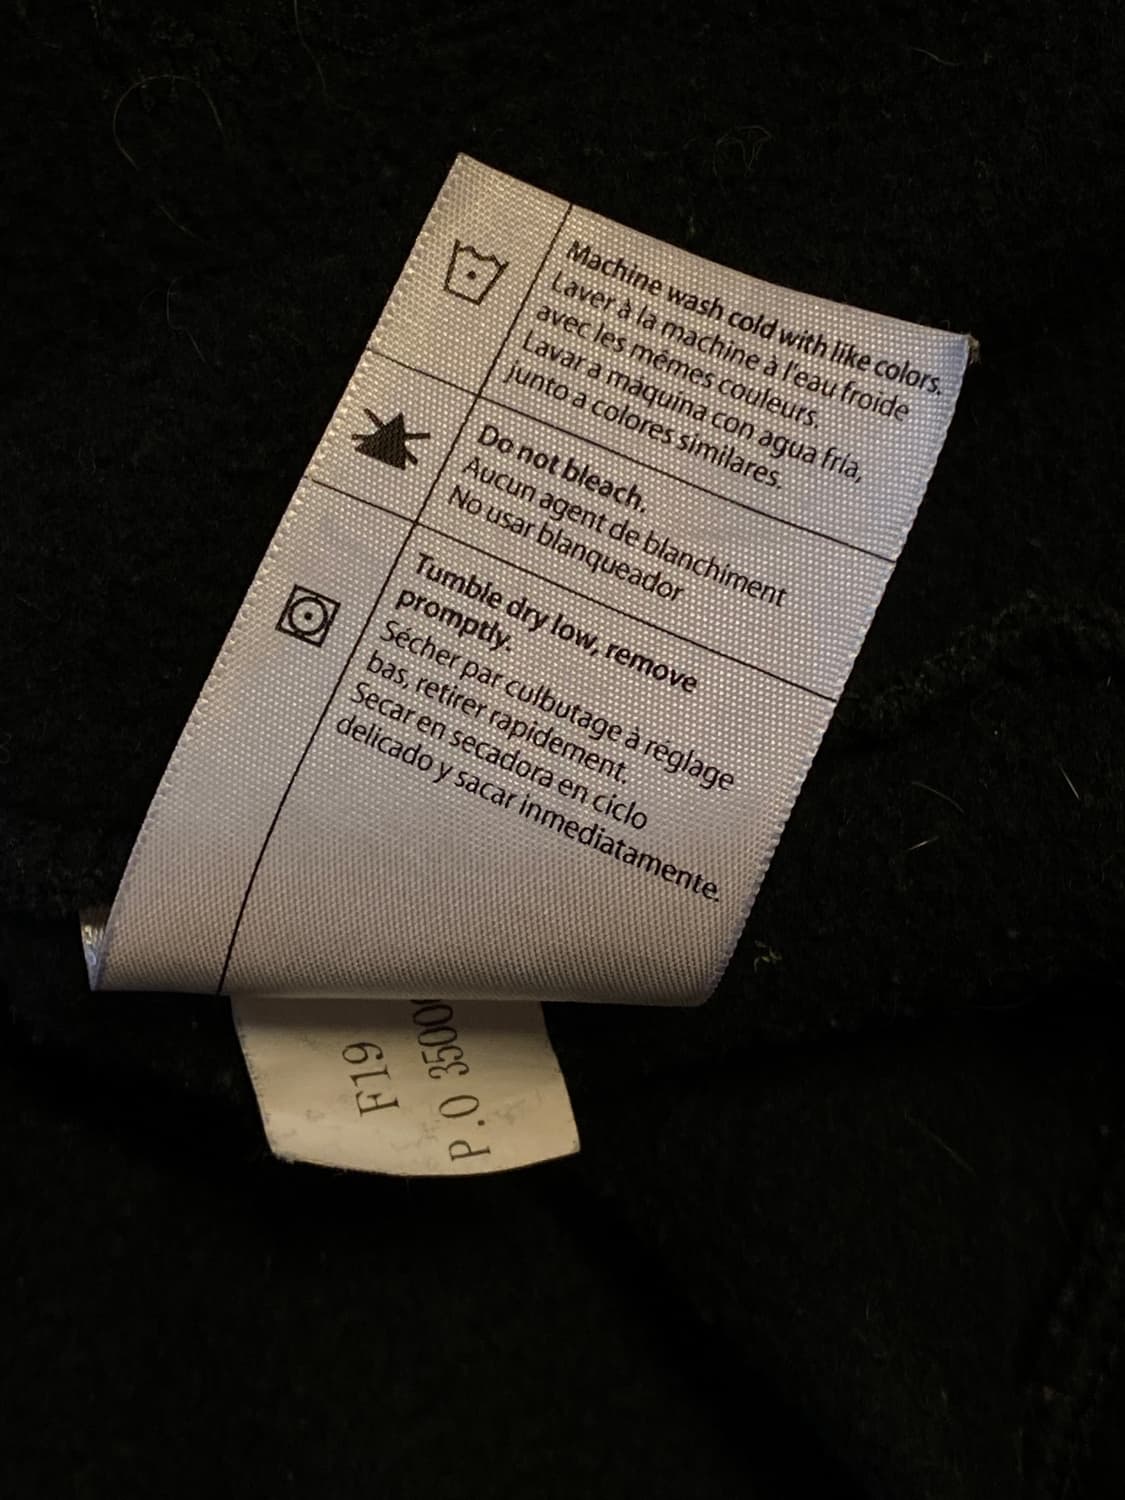 Machine wash cold with like colors.
Laver à la machine à l'eau froide
avec les mêmes couleurs.
Lavar a máquina con agua fría,
junto a colores similares.
Do not bleach.
Aucun agent de blanchiment
No usar blanqueador
Tumble dry low, remove
promptly.
Sécher par culbutage à réglage
bas, retirer rapidement.
Secar en secadora en ciclo
delicado y sacar inmediatamente.
F19
P.O